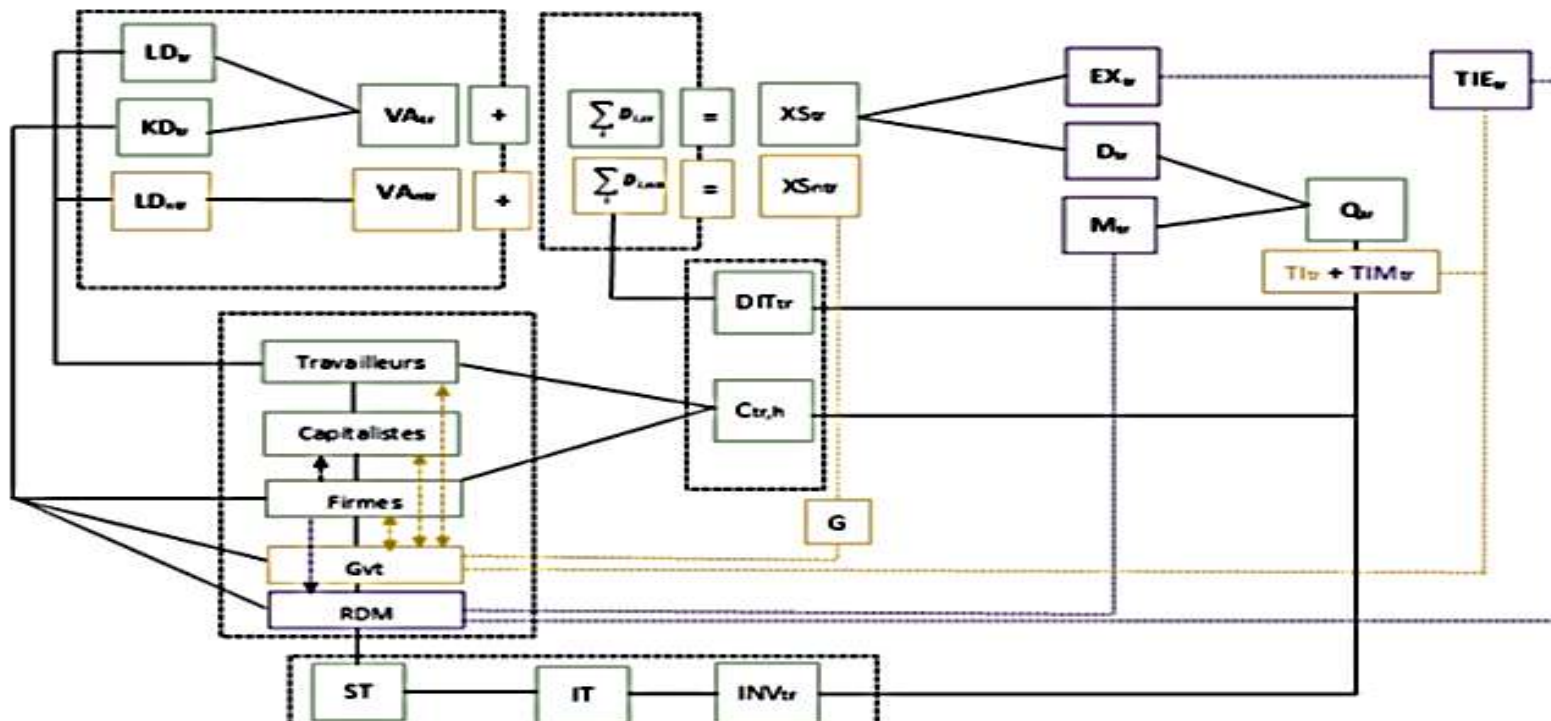 LDtr
EXtr
TIEtr
VAtr
+
=
XStr
KDtr
Dtr
VAntr
+
=
XSntr
LDntr
Mtr
Qtr
TItr + TIMtr
DITtr
Travailleurs
Ctr,h
Capitalistes
Firmes
G
Gvt
RDM
ST
IT
INVtr